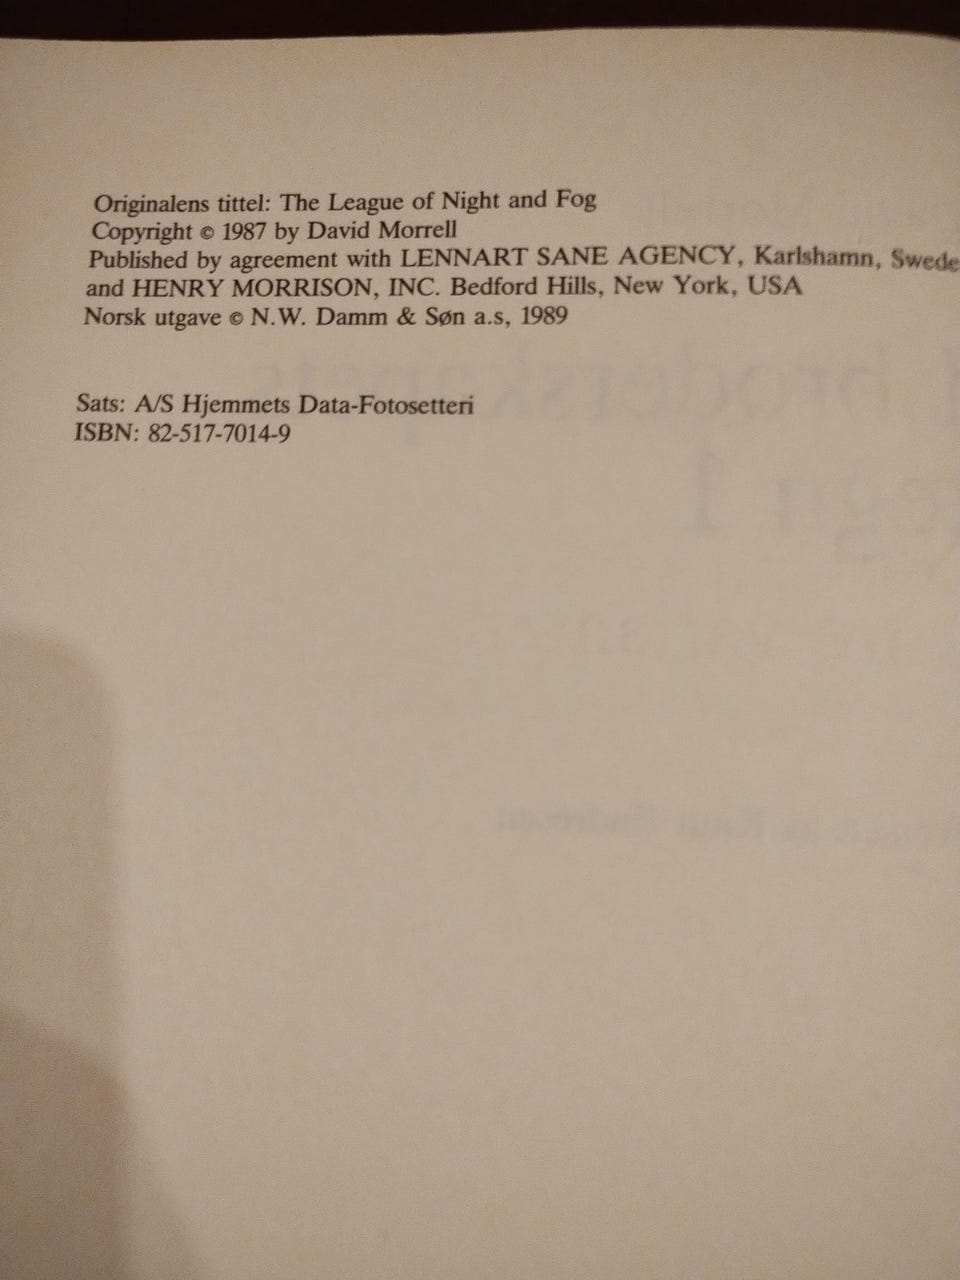 Originalens tittel: The League of Night and Fog
Copyright © 1987 by David Morrell
Published by agreement with LENNART SANE AGENCY, Karlshamn, Swede
and HENRY MORRISON, INC. Bedford Hills, New York, USA
Norsk utgave © N.W. Damm & Søn a.s, 1989
Sats: A/S Hjemmets Data-Fotosetteri
ISBN: 82-517-7014-9